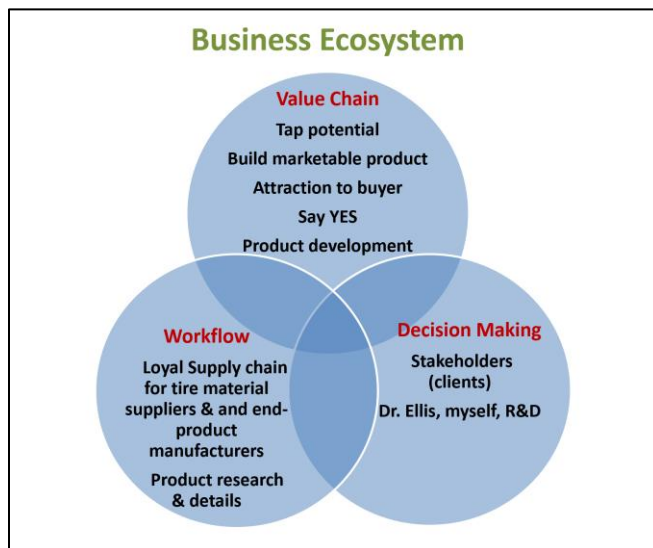 Business Ecosystem
Value Chain
Tap potential
Build marketable product
Attraction to buyer
Say YES
Product development
Workflow
Loyal Supply chain
for tire material
suppliers & and end-
product
manufacturers
Product research
& details
Decision Making
Stakeholders
(clients)
Dr. Ellis, myself, R&D